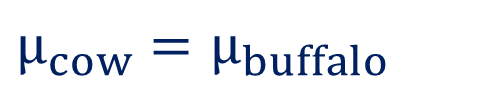 μcow = μbuffalo